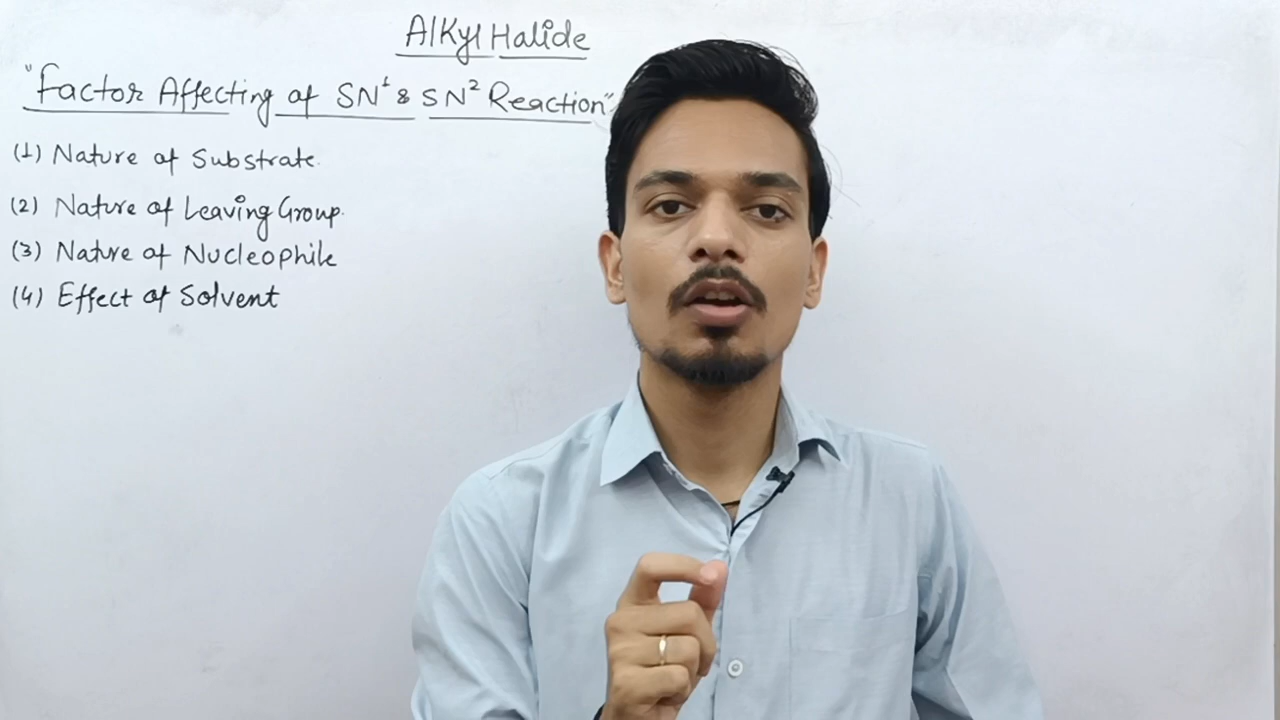 Alkyl Halide
"Factor Affecting of SN¹ & SN² Reaction"
(1) Nature of Substrate.
(2) Nature of Leaving Group.
(3) Nature of Nucleophile
(4) Effect of Solvent